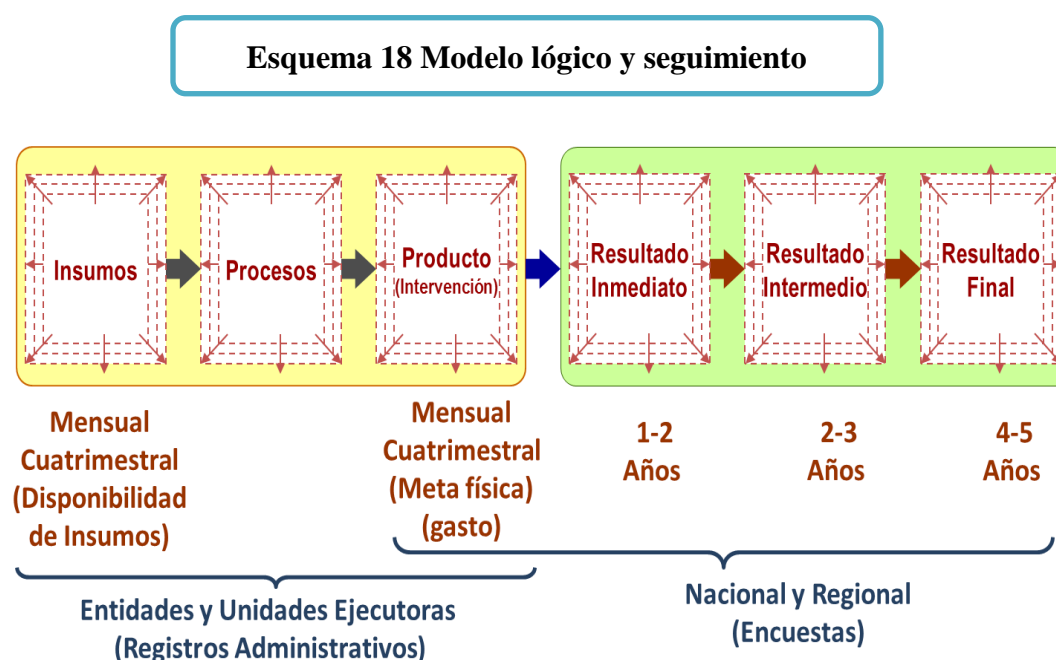 Esquema 18 Modelo lógico y seguimiento
Insumos
Procesos
Producto
(Intervención)
Resultado
Inmediato
Resultado
Intermedio
Resultado
Final
Mensual
Cuatrimestral
(Disponibilidad
de Insumos)
Mensual
Cuatrimestral
(Meta física)
(gasto)
1-2
Años
2-3
Años
4-5
Años
Entidades y Unidades Ejecutoras
(Registros Administrativos)
Nacional y Regional
(Encuestas)